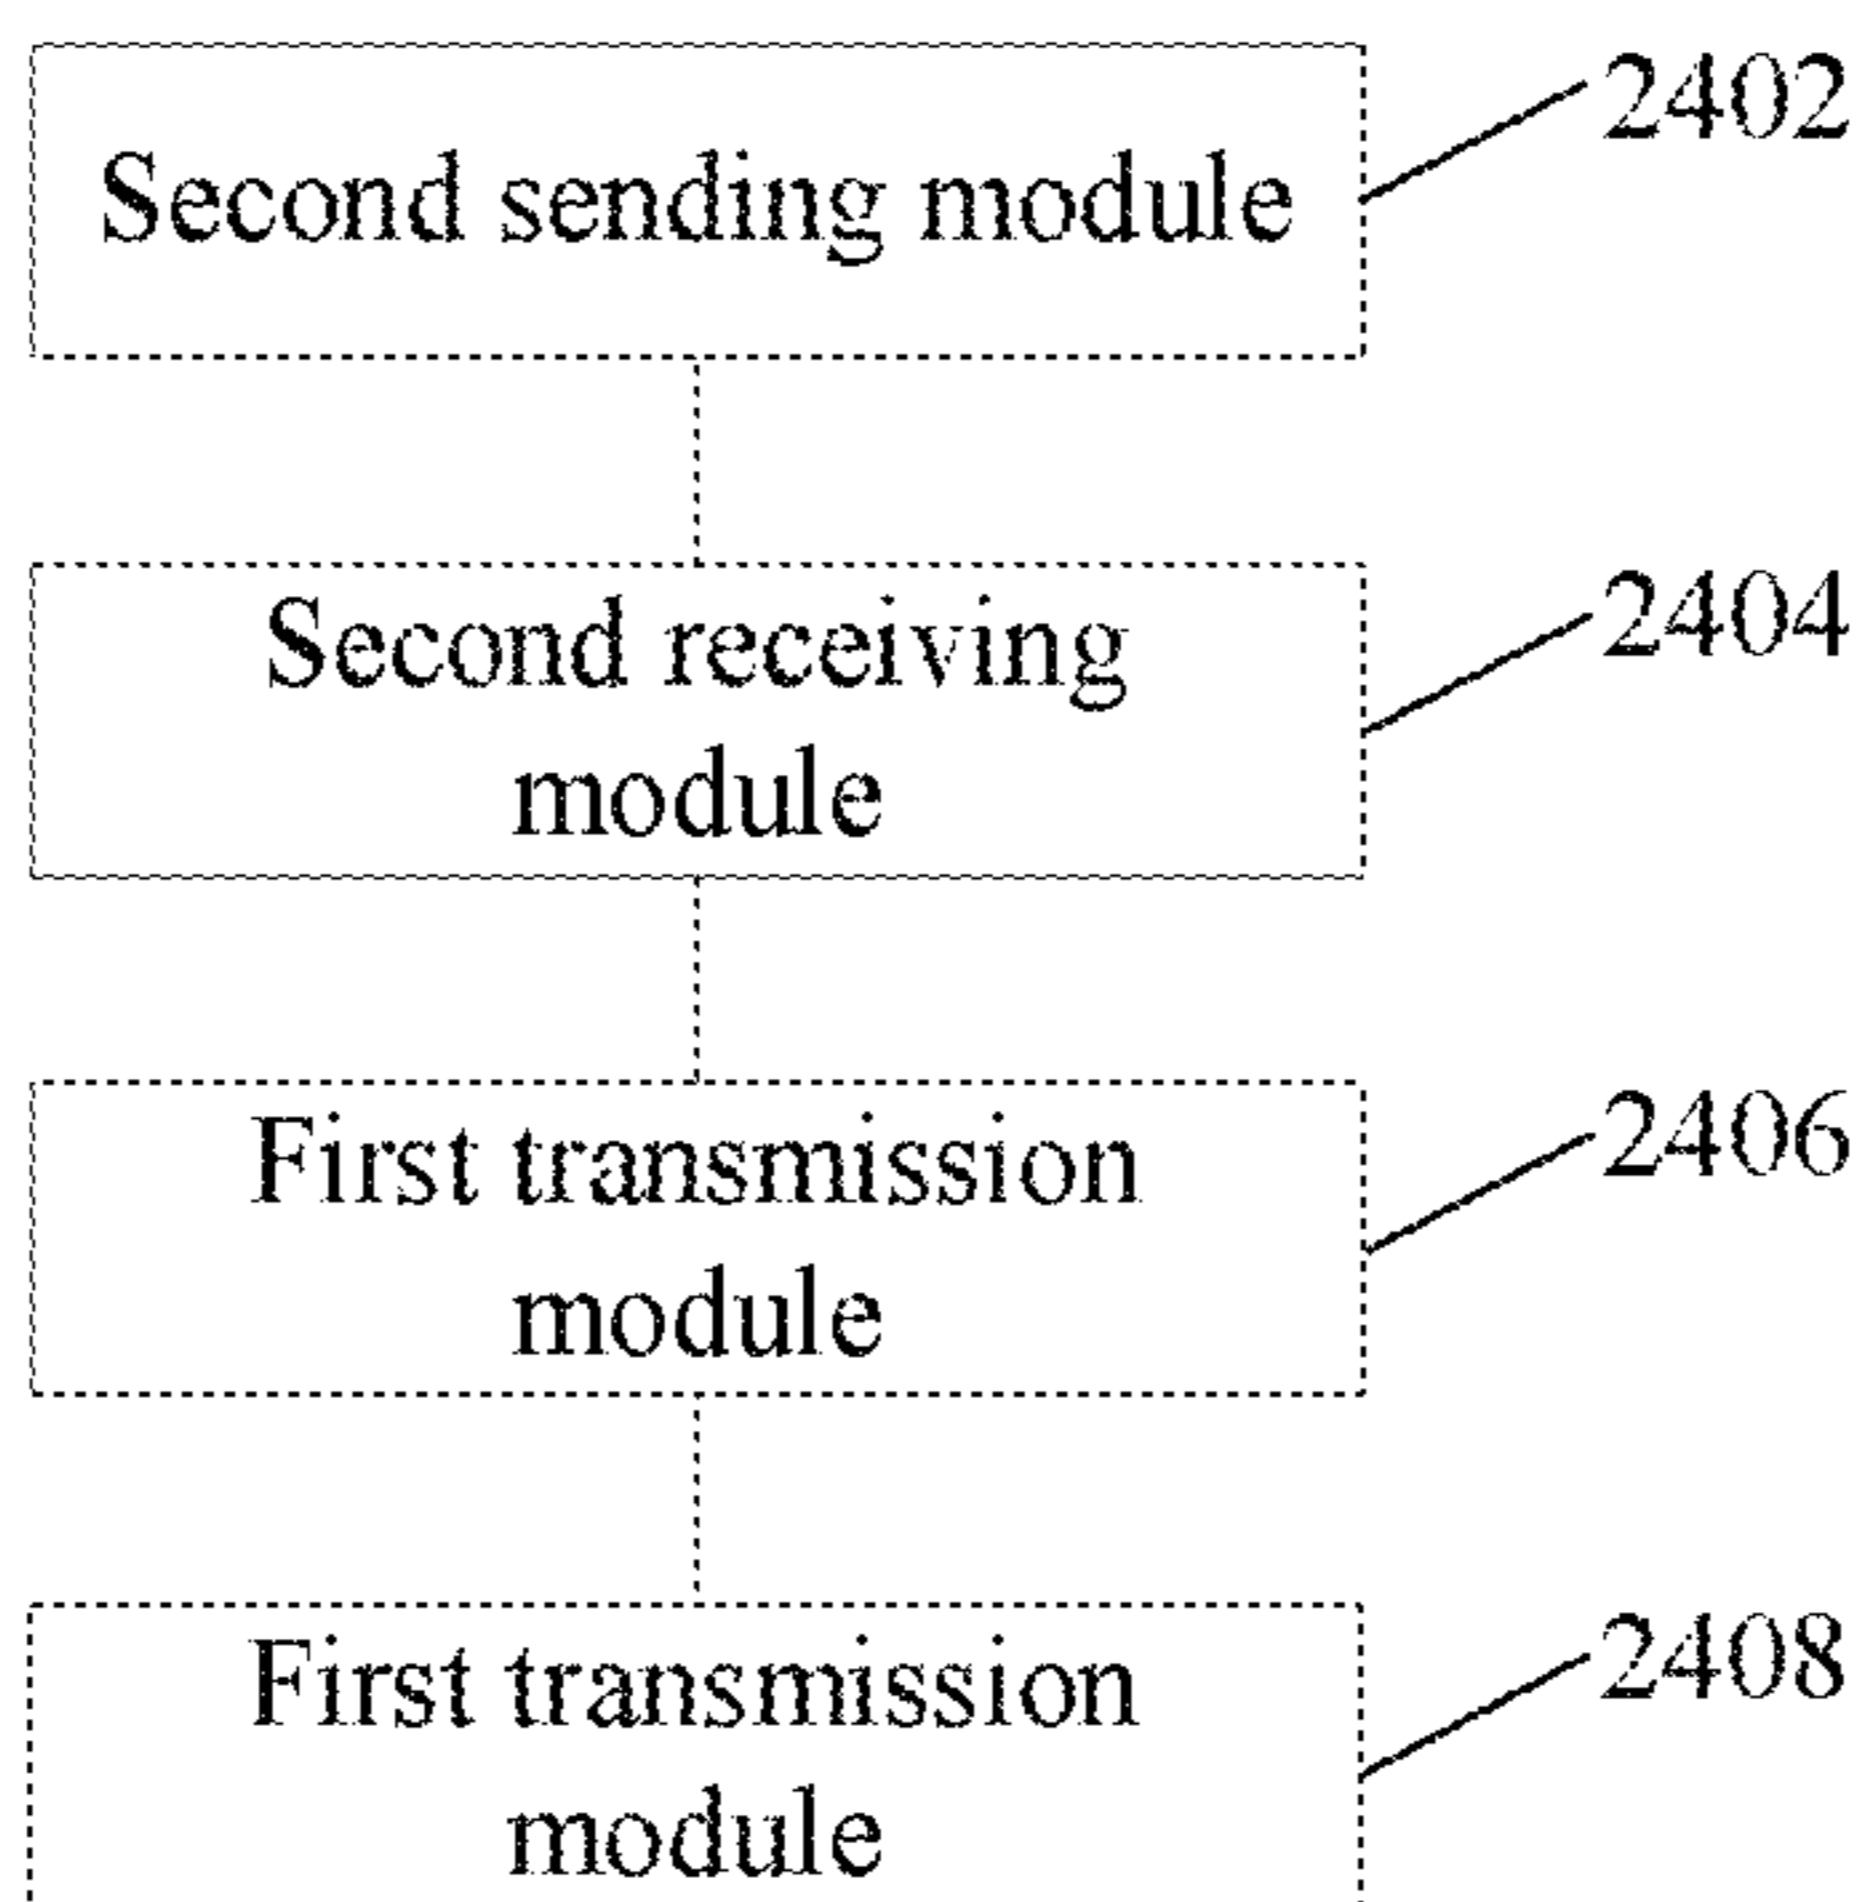 Second sending module
2402
Second receiving
module
2404
First transmission
module
2406
First transmission
module
2408